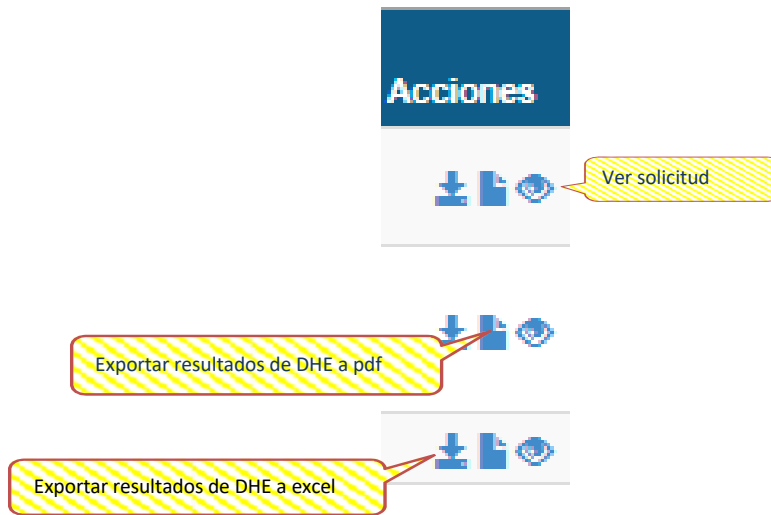 Acciones
Ver solicitud
Exportar resultados de DHE a pdf
Exportar resultados de DHE a excel